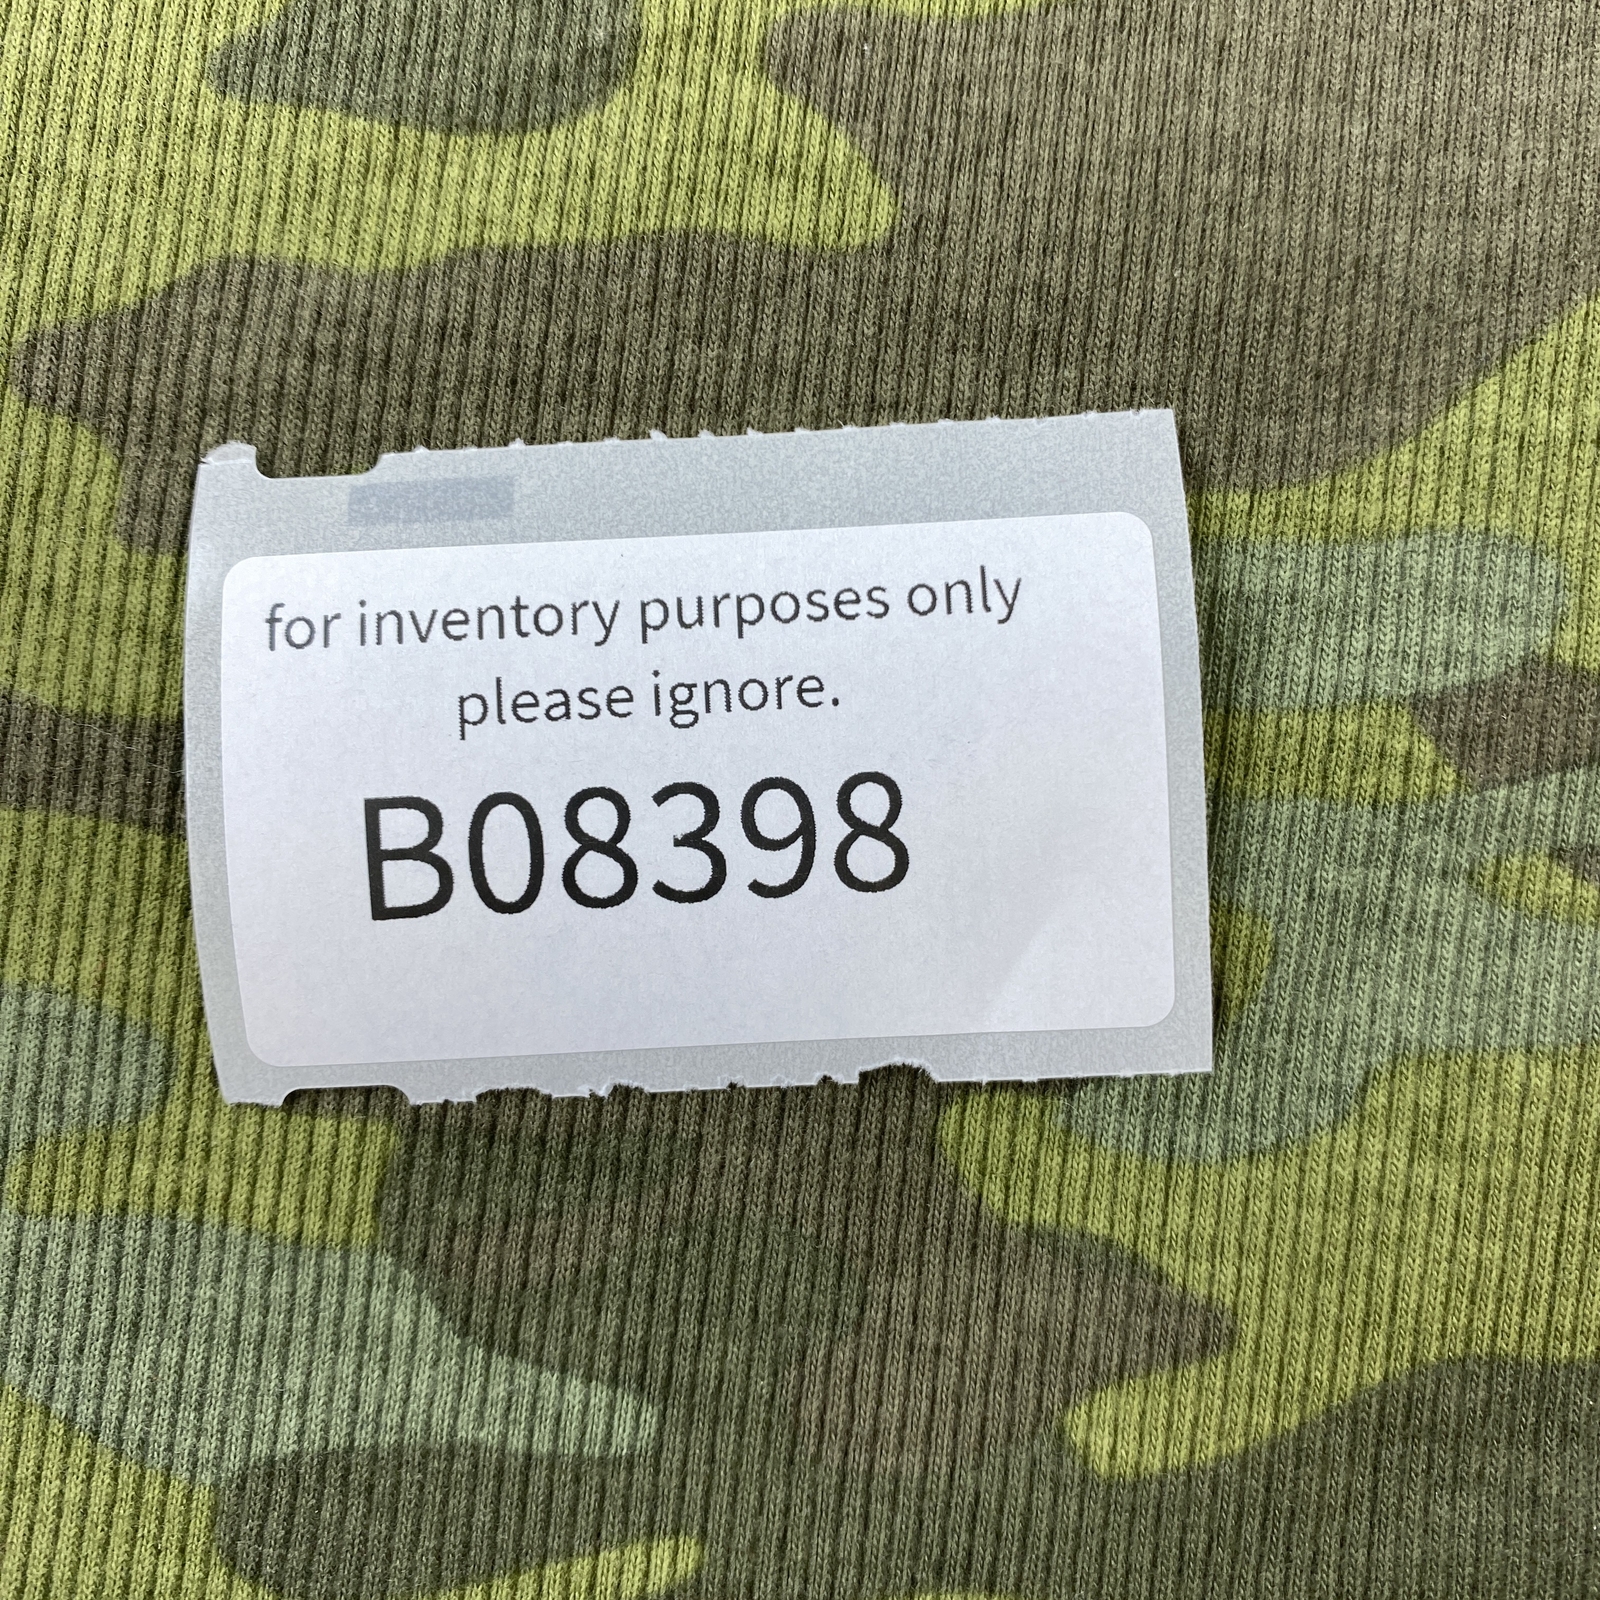 for inventory purposes only
please ignore.
B08398